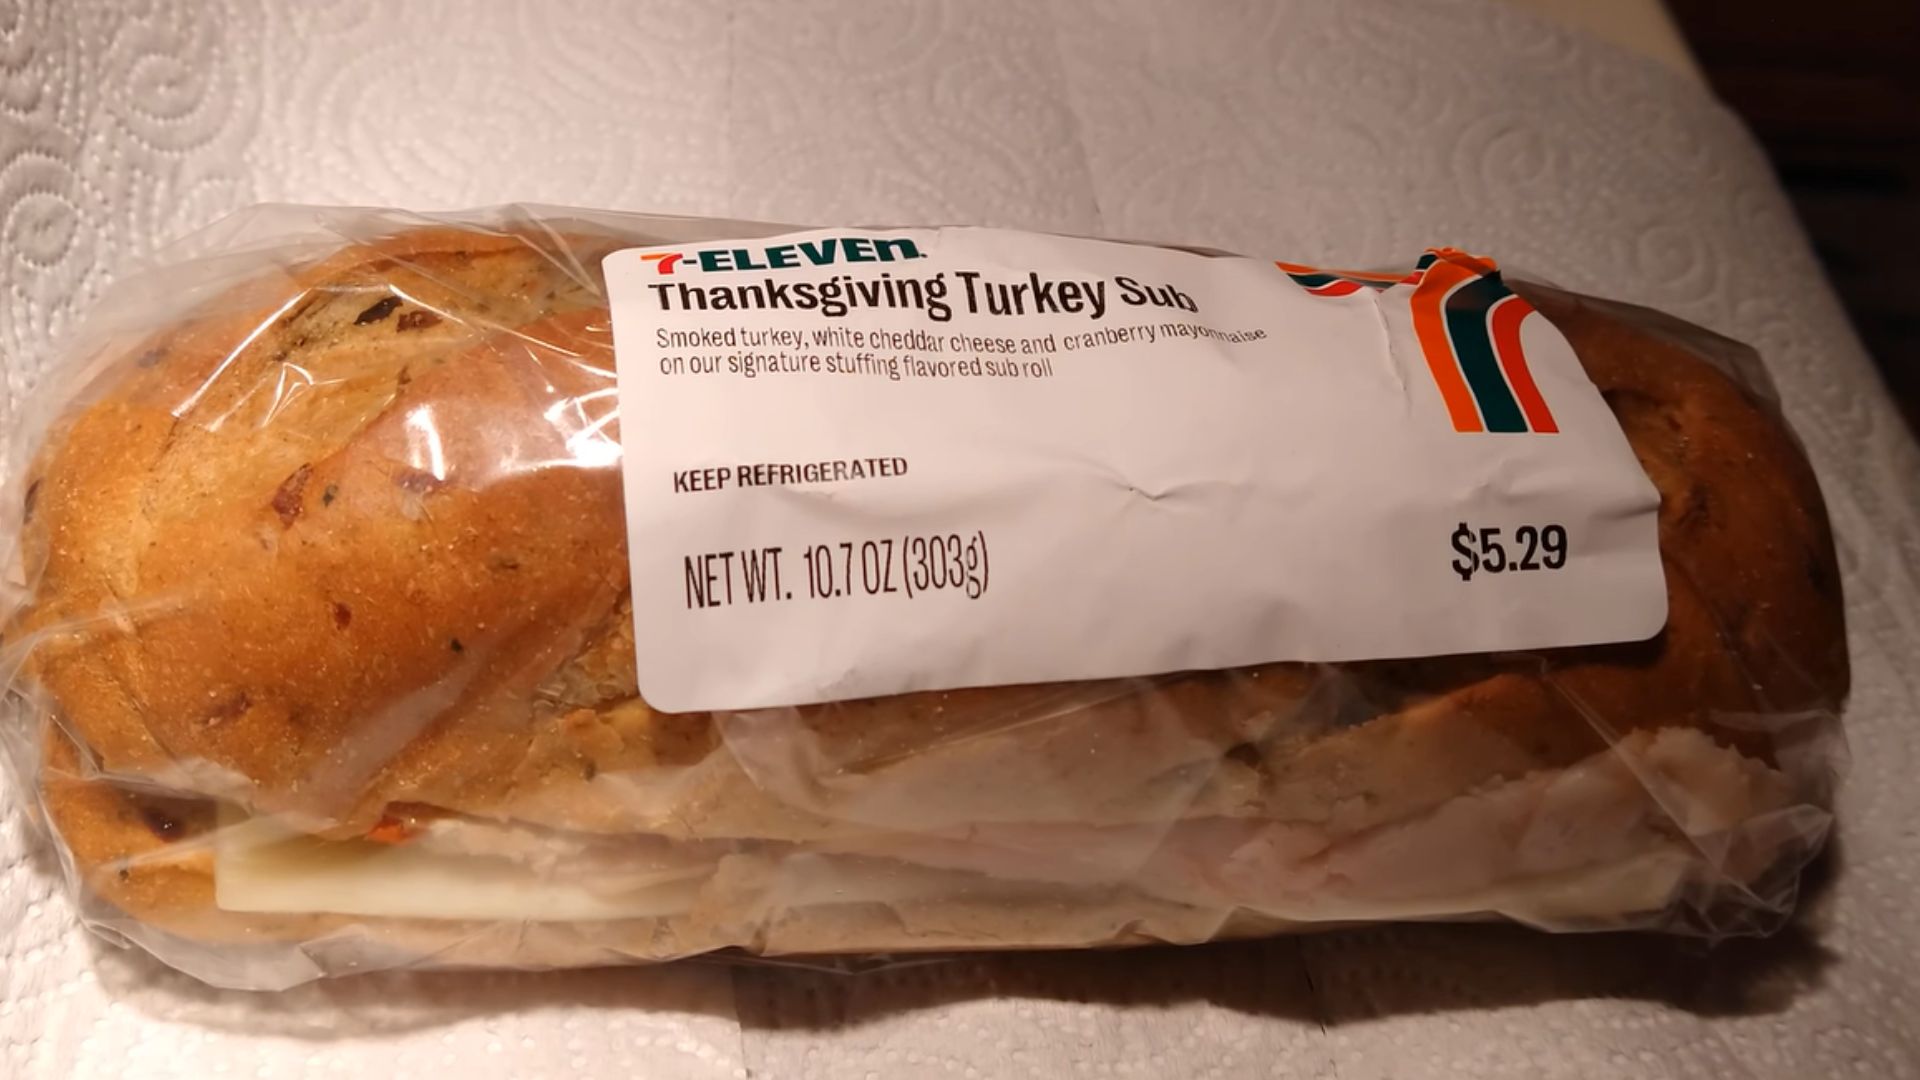 7-ELEVEn.
Thanksgiving Turkey Sub
Smoked turkey, white cheddar cheese and cranberry mayonnaise
on our signature stuffing flavored sub roll
KEEP REFRIGERATED
NET WT. 10.7 OZ (303g)
$5.29